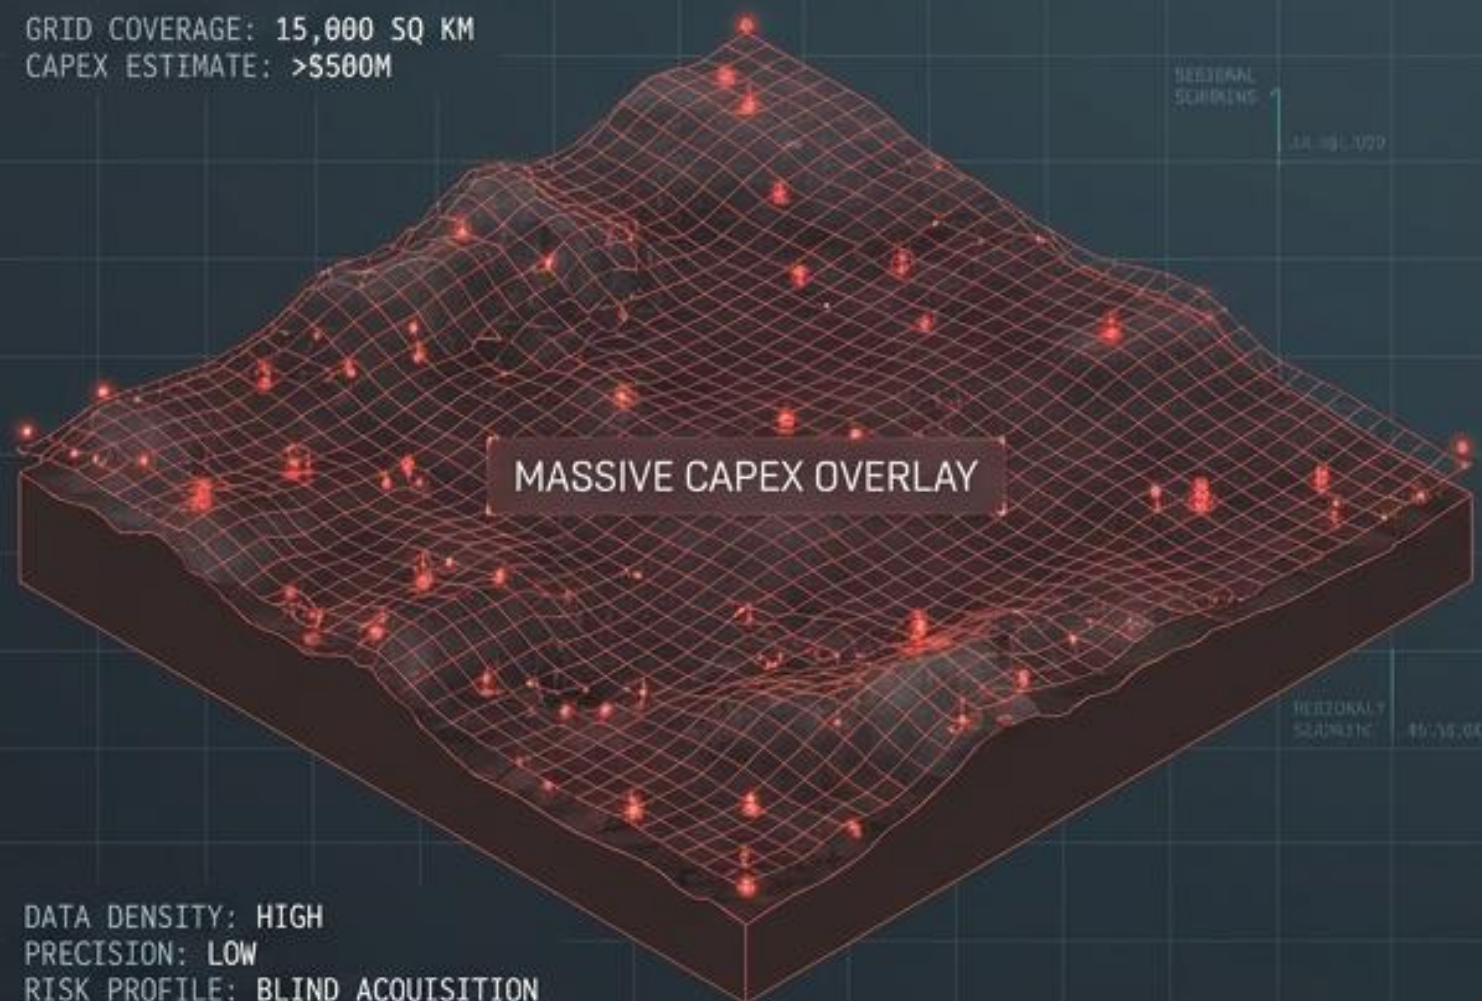 GRID COVERAGE: 15,000 SQ KM
CAPEX ESTIMATE: >$500M
REGIONAL
MASSIVE CAPEX OVERLAY
DATA DENSITY: HIGH
PRECISION: LOW
RISK PROFILE: BLIND ACQUISITION